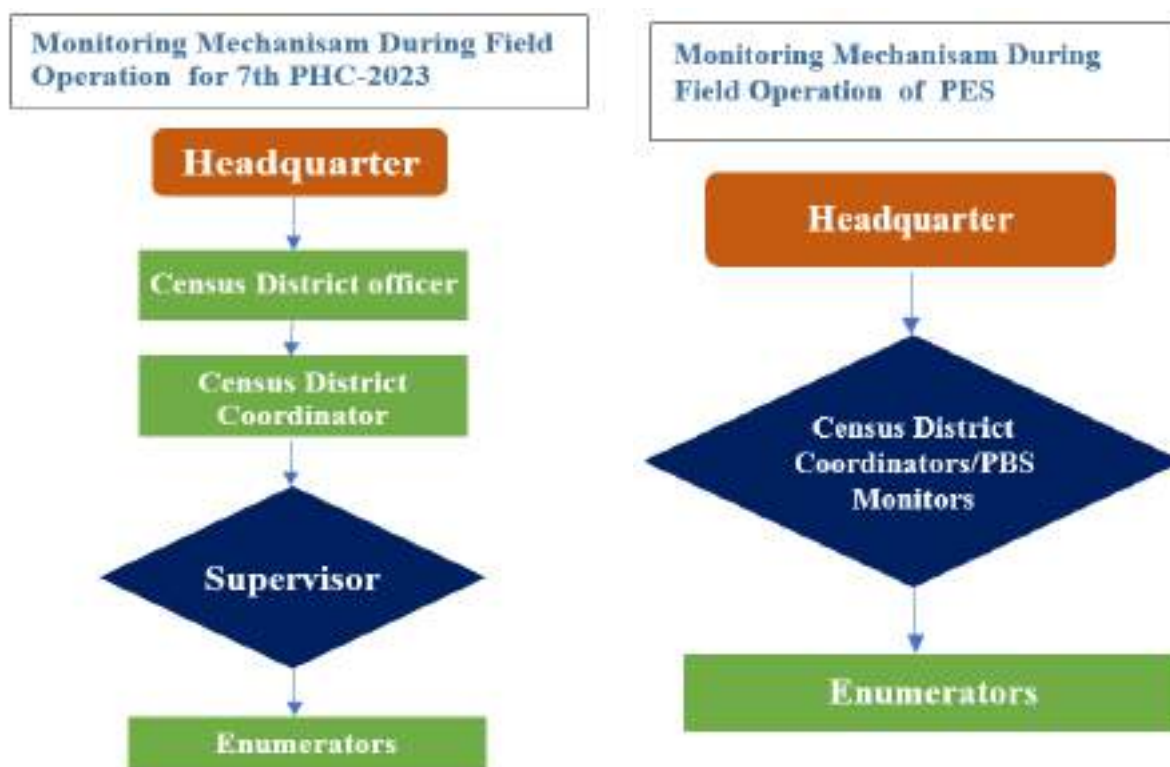 Monitoring Mechanisam During Field
Operation for 7th PHC-2023
Headquarter
Census District officer
Census District
Coordinator
Supervisor
Enumerators
Monitoring Mechanisam During
Field Operation of PES
Headquarter
Census District
Coordinators/PBS
Monitors
Enumerators